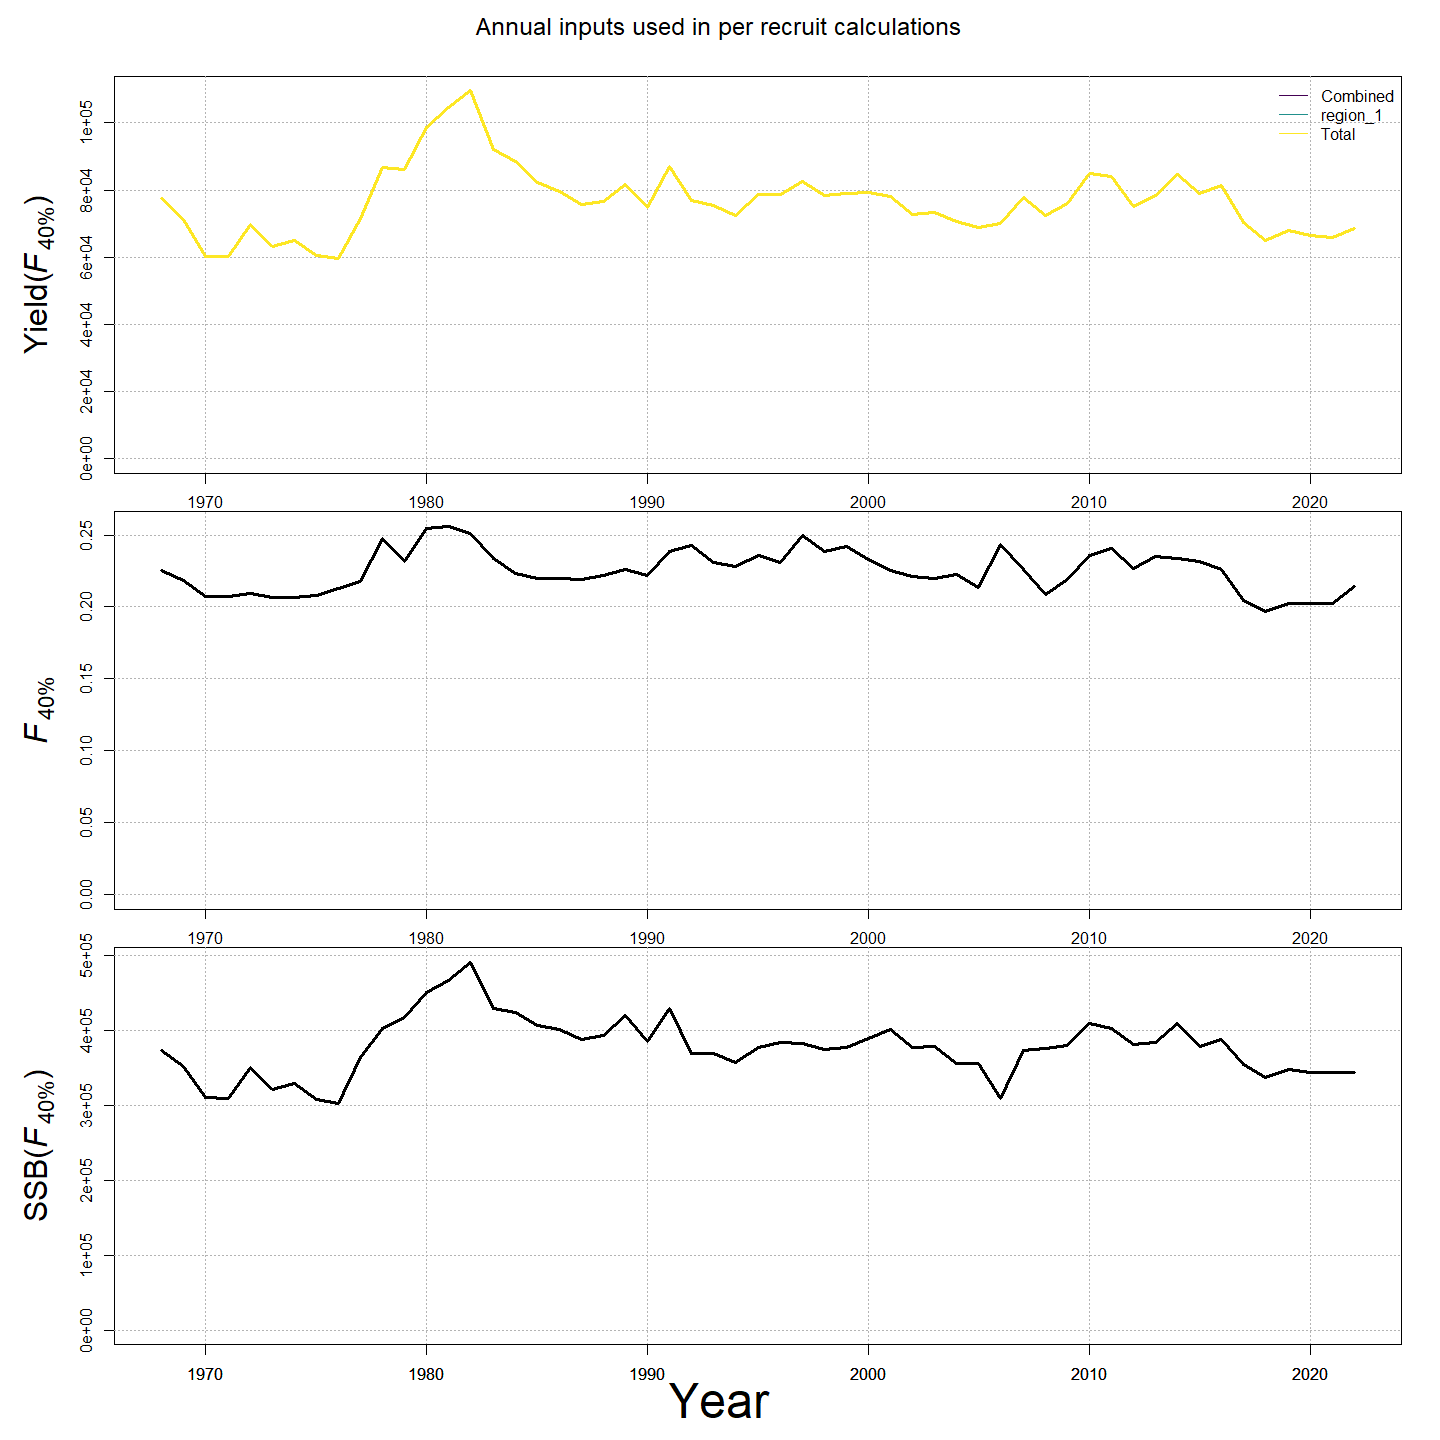 Annual inputs used in per recruit calculations
Yield(F 40%)
1e+05
8e+04
6e+04
4e+04
2e+04
0e+00
Combined
region_1
Total
1970 1980 1990 2000 2010 2020
F 40%
0.25
0.20
0.15
0.10
0.05
0.00
1970 1980 1990 2000 2010 2020
SSB(F 40%)
5e+05
4e+05
3e+05
2e+05
1e+05
0e+00
1970 1980 1990 2000 2010 2020
Year